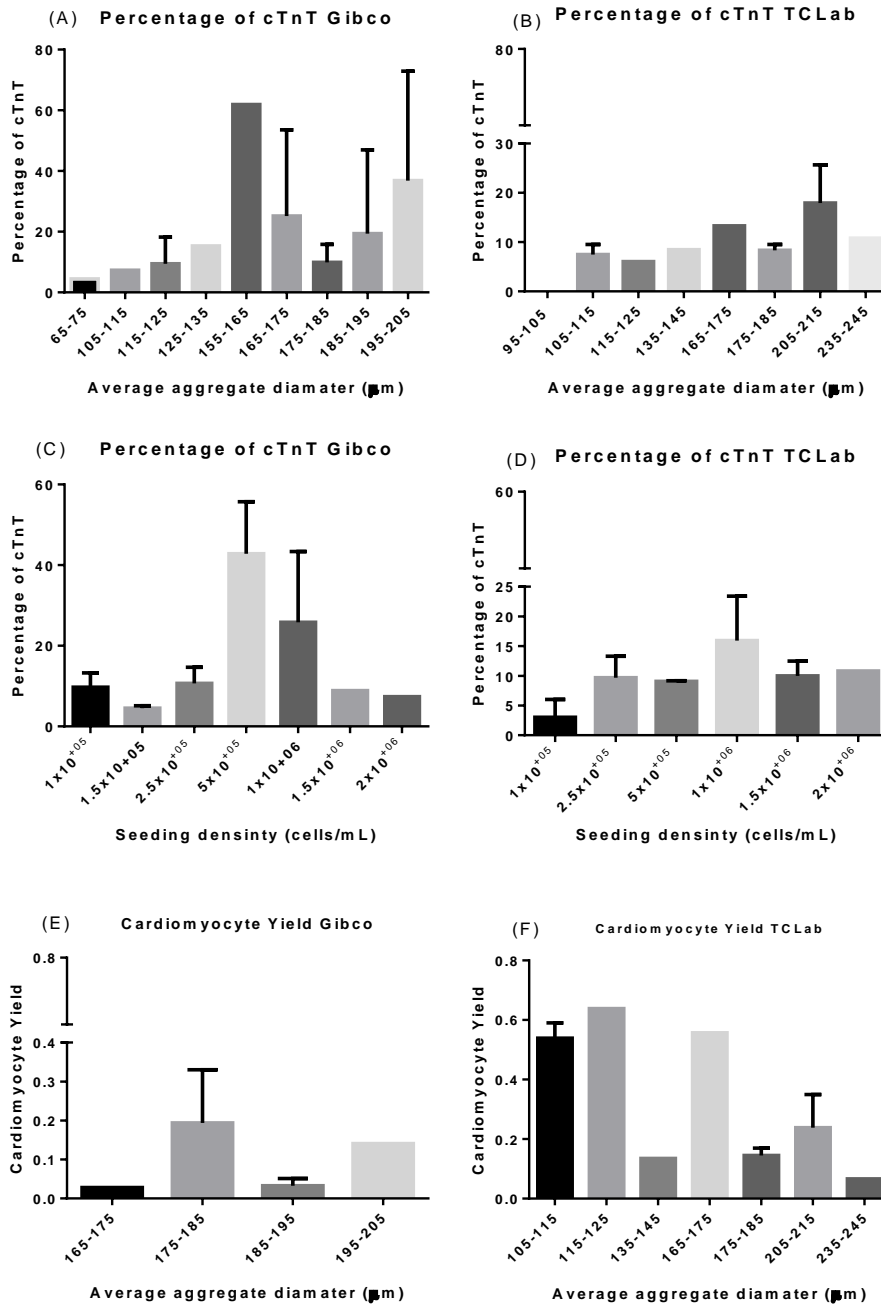 (A) Percentage of cTnT Gibco
Percentage of cTnT
80
60
40
20
0
65-75
105-115
115-125
125-135
155-165
165-175
175-185
185-195
195-205
Average aggregate diamater (μm)
(B) Percentage of cTnT TCLab
Percentage of cTnT
80
30
20
10
0
95-105
105-115
115-125
135-145
165-175
175-185
205-215
235-245
Average aggregate diamater (μm)
(C) Percentage of cTnT Gibco
Percentage of cTnT
60
40
20
0
1x10⁺⁰⁵
1.5x10+05
2.5x10⁺⁰⁵
5x10⁺⁰⁵
1x10+06
1.5x10⁺⁰⁶
2x10⁺⁰⁶
Seeding densinty (cells/mL)
(D) Percentage of cTnT TCLab
Percentage of cTnT
60
25
20
15
10
5
0
1x10⁺⁰⁵
2.5x10⁺⁰⁵
5x10⁺⁰⁵
1x10⁺⁰⁶
1.5x10⁺⁰⁶
2x10⁺⁰⁶
Seeding densinty (cells/mL)
(E) Cardiomyocyte Yield Gibco
Cardiomyocyte Yield
0.8
0.4
0.3
0.2
0.1
0.0
165-175
175-185
185-195
195-205
Average aggregate diamater (μm)
(F) Cardiomyocyte Yield TCLab
Cardiomyocyte Yield
0.8
0.6
0.4
0.2
0.0
105-115
115-125
135-145
165-175
175-185
205-215
235-245
Average aggregate diamater (μm)